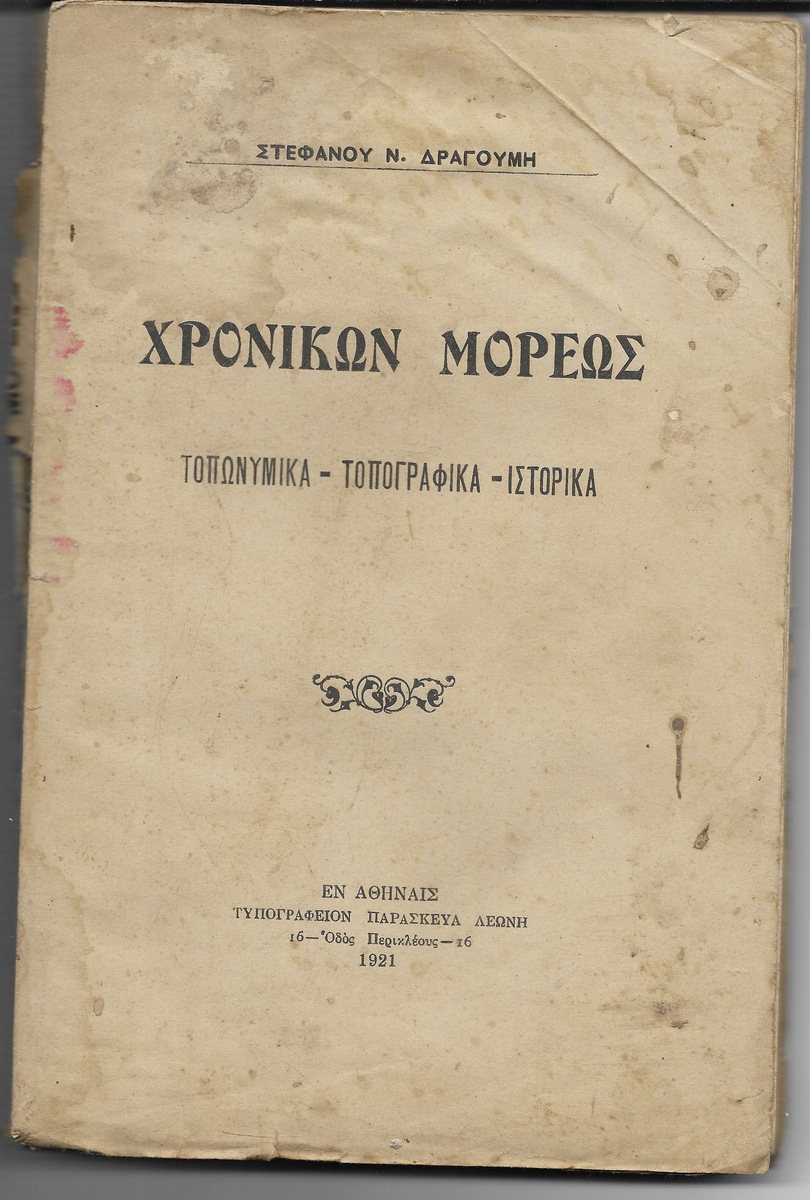 ΣΤΕΦΑΝΟΥ Ν. ΔΡΑΓΟΥΜΗ
ΧΡΟΝΙΚΩΝ ΜΟΡΕΩΣ
ΤΟΠΩΝΥΜΙΚΑ - ΤΟΠΟΓΡΑΦΙΚΑ - ΙΣΤΟΡΙΚΑ
ΕΝ ΑΘΗΝΑΙΣ
ΤΥΠΟΓΡΑΦΕΙΟΝ ΠΑΡΑΣΚΕΥΑ ΛΕΩΝΗ
16—Ὁδὸς Περικλέους—16
1921